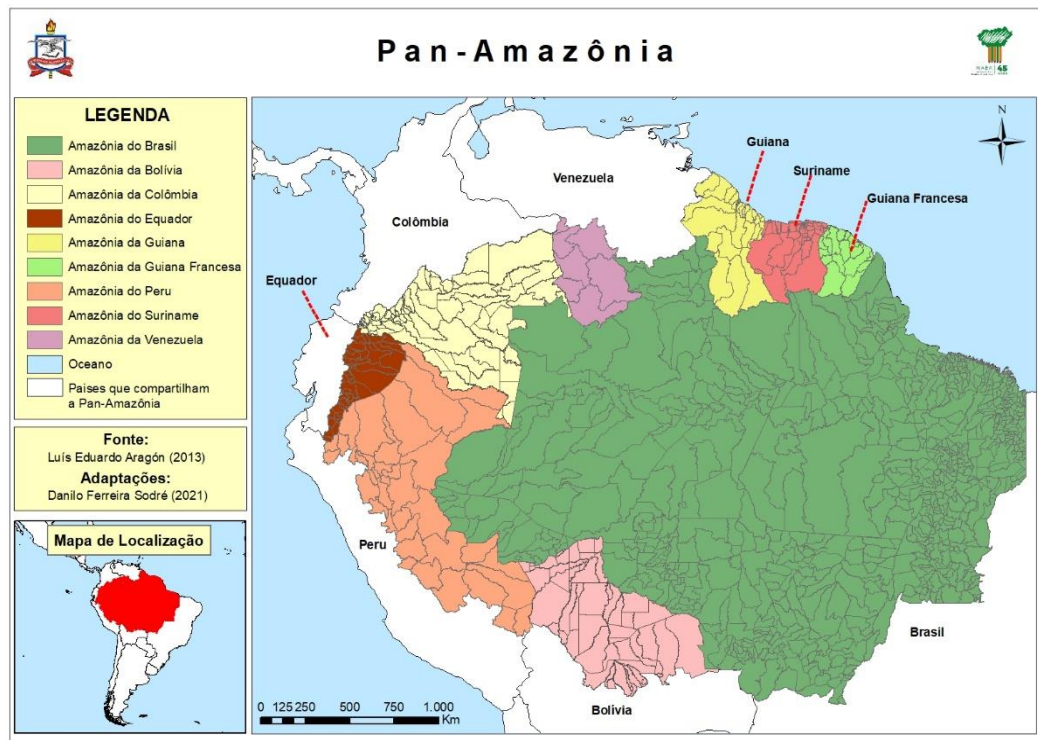 Pan-Amazônia
LEGENDA
Amazônia do Brasil
Amazônia da Bolívia
Amazônia da Colômbia
Amazônia do Equador
Amazônia da Guiana
Amazônia da Guiana Francesa
Amazônia do Peru
Amazônia do Suriname
Amazônia da Venezuela
Oceano
Paises que compartilham
a Pan-Amazônia
Fonte:
Luís Eduardo Aragón (2013)
Adaptações:
Danilo Ferreira Sodré (2021)
Mapa de Localização
N
Guiana
Venezuela
Suriname
Guiana Francesa
Colômbia
Equador
Peru
Brasil
Bolívia
0 125 250 500 750 1.000
Km